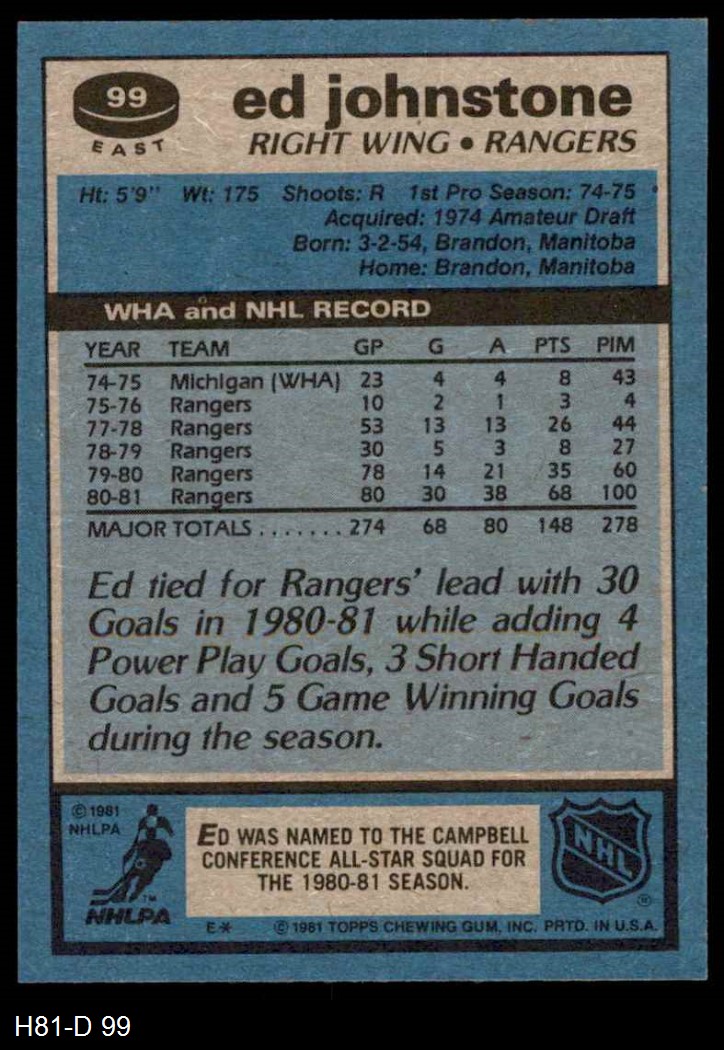 99
EAST
ed johnstone
RIGHT WING • RANGERS
Ht: 5'9" Wt: 175 Shoots: R 1st Pro Season: 74-75
Acquired: 1974 Amateur Draft
Born: 3-2-54, Brandon, Manitoba
Home: Brandon, Manitoba
WHA and NHL RECORD
YEAR TEAM GP G A PTS PIM
74-75 Michigan (WHA) 23 4 4 8 43
75-76 Rangers 10 2 1 3 4
77-78 Rangers 53 13 13 26 44
78-79 Rangers 30 5 3 8 27
79-80 Rangers 78 14 21 35 60
80-81 Rangers 80 30 38 68 100
MAJOR TOTALS ....... 274 68 80 148 278
Ed tied for Rangers' lead with 30
Goals in 1980-81 while adding 4
Power Play Goals, 3 Short Handed
Goals and 5 Game Winning Goals
during the season.
© 1981
NHLPA
TM
NHLPA
ED WAS NAMED TO THE CAMPBELL
CONFERENCE ALL-STAR SQUAD FOR
THE 1980-81 SEASON.
NHL
®
E* © 1981 TOPPS CHEWING GUM, INC. PRTD. IN U.S.A.
H81-D 99